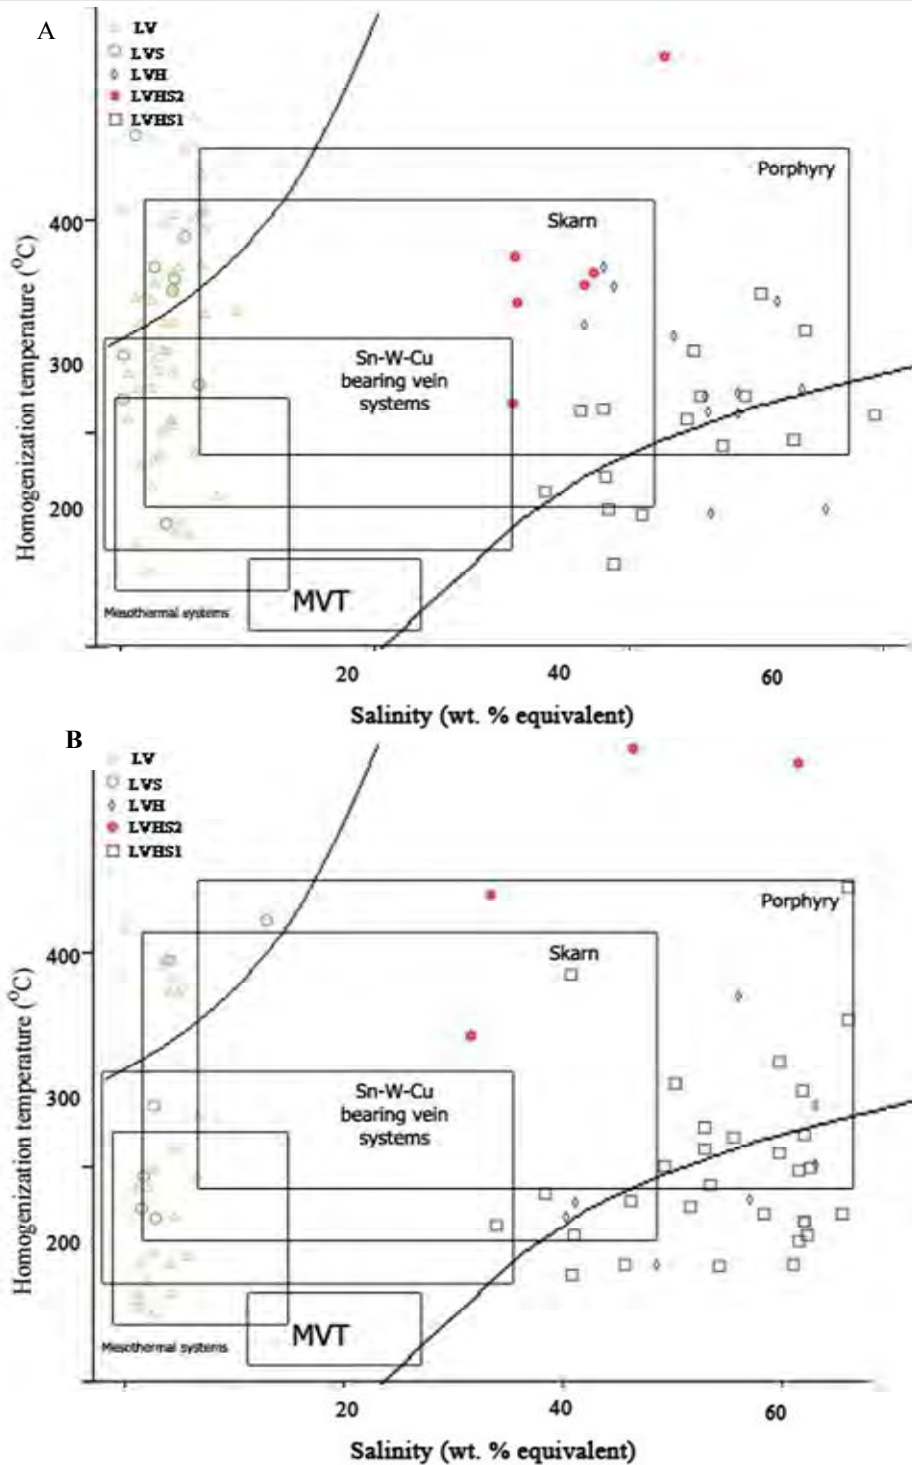 A
LV
LVS
LVH
LVHS2
LVHS1
Porphyry
400
Skarn
Homogenization temperature (°C)
300
Sn-W-Cu
bearing vein
systems
200
MVT
Mesothermal systems
20
40
60
Salinity (wt. % equivalent)
B
LV
LVS
LVH
LVHS2
LVHS1
Porphyry
400
Skarn
Homogenization temperature (°C)
300
Sn-W-Cu
bearing vein
systems
200
MVT
Mesothermal systems
20
40
60
Salinity (wt. % equivalent)